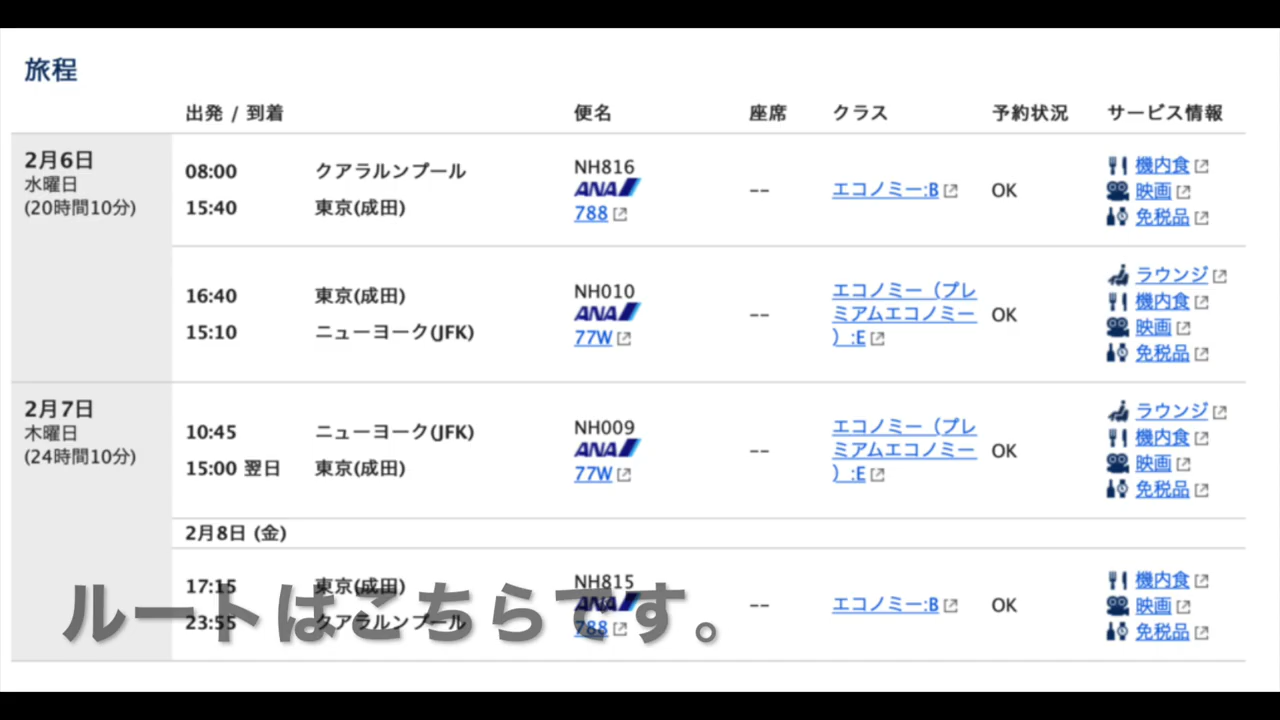 旅程
出発 / 到着 便名 座席 クラス 予約状況 サービス情報
2月6日
水曜日
(20時間10分)
08:00 クアラルンプール
15:40 東京(成田)
NH816
ANA
788
--
エコノミー:B
OK
機内食
映画
免税品
16:40 東京(成田)
15:10 ニューヨーク(JFK)
NH010
ANA
77W
--
エコノミー（プレ
ミアムエコノミー
）:E
OK
ラウンジ
機内食
映画
免税品
2月7日
木曜日
(24時間10分)
10:45 ニューヨーク(JFK)
15:00 翌日 東京(成田)
NH009
ANA
77W
--
エコノミー（プレ
ミアムエコノミー
）:E
OK
ラウンジ
機内食
映画
免税品
2月8日 (金)
17:15 東京(成田)
23:55 クアラルンプール
NH815
ANA
788
--
エコノミー:B
OK
機内食
映画
免税品
ルートはこちらです。